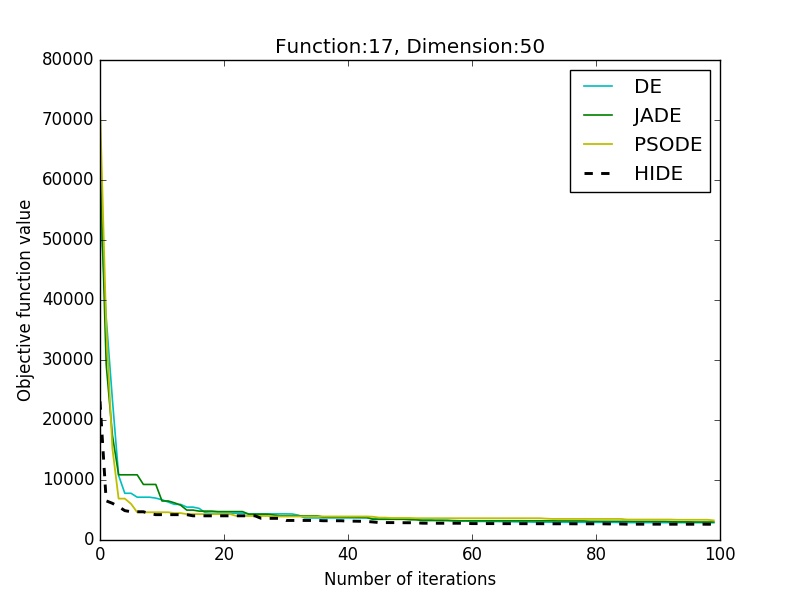 Function:17, Dimension:50
80000
70000
60000
50000
40000
30000
20000
10000
0
Objective function value
DE
JADE
PSODE
HIDE
0 20 40 60 80 100
Number of iterations